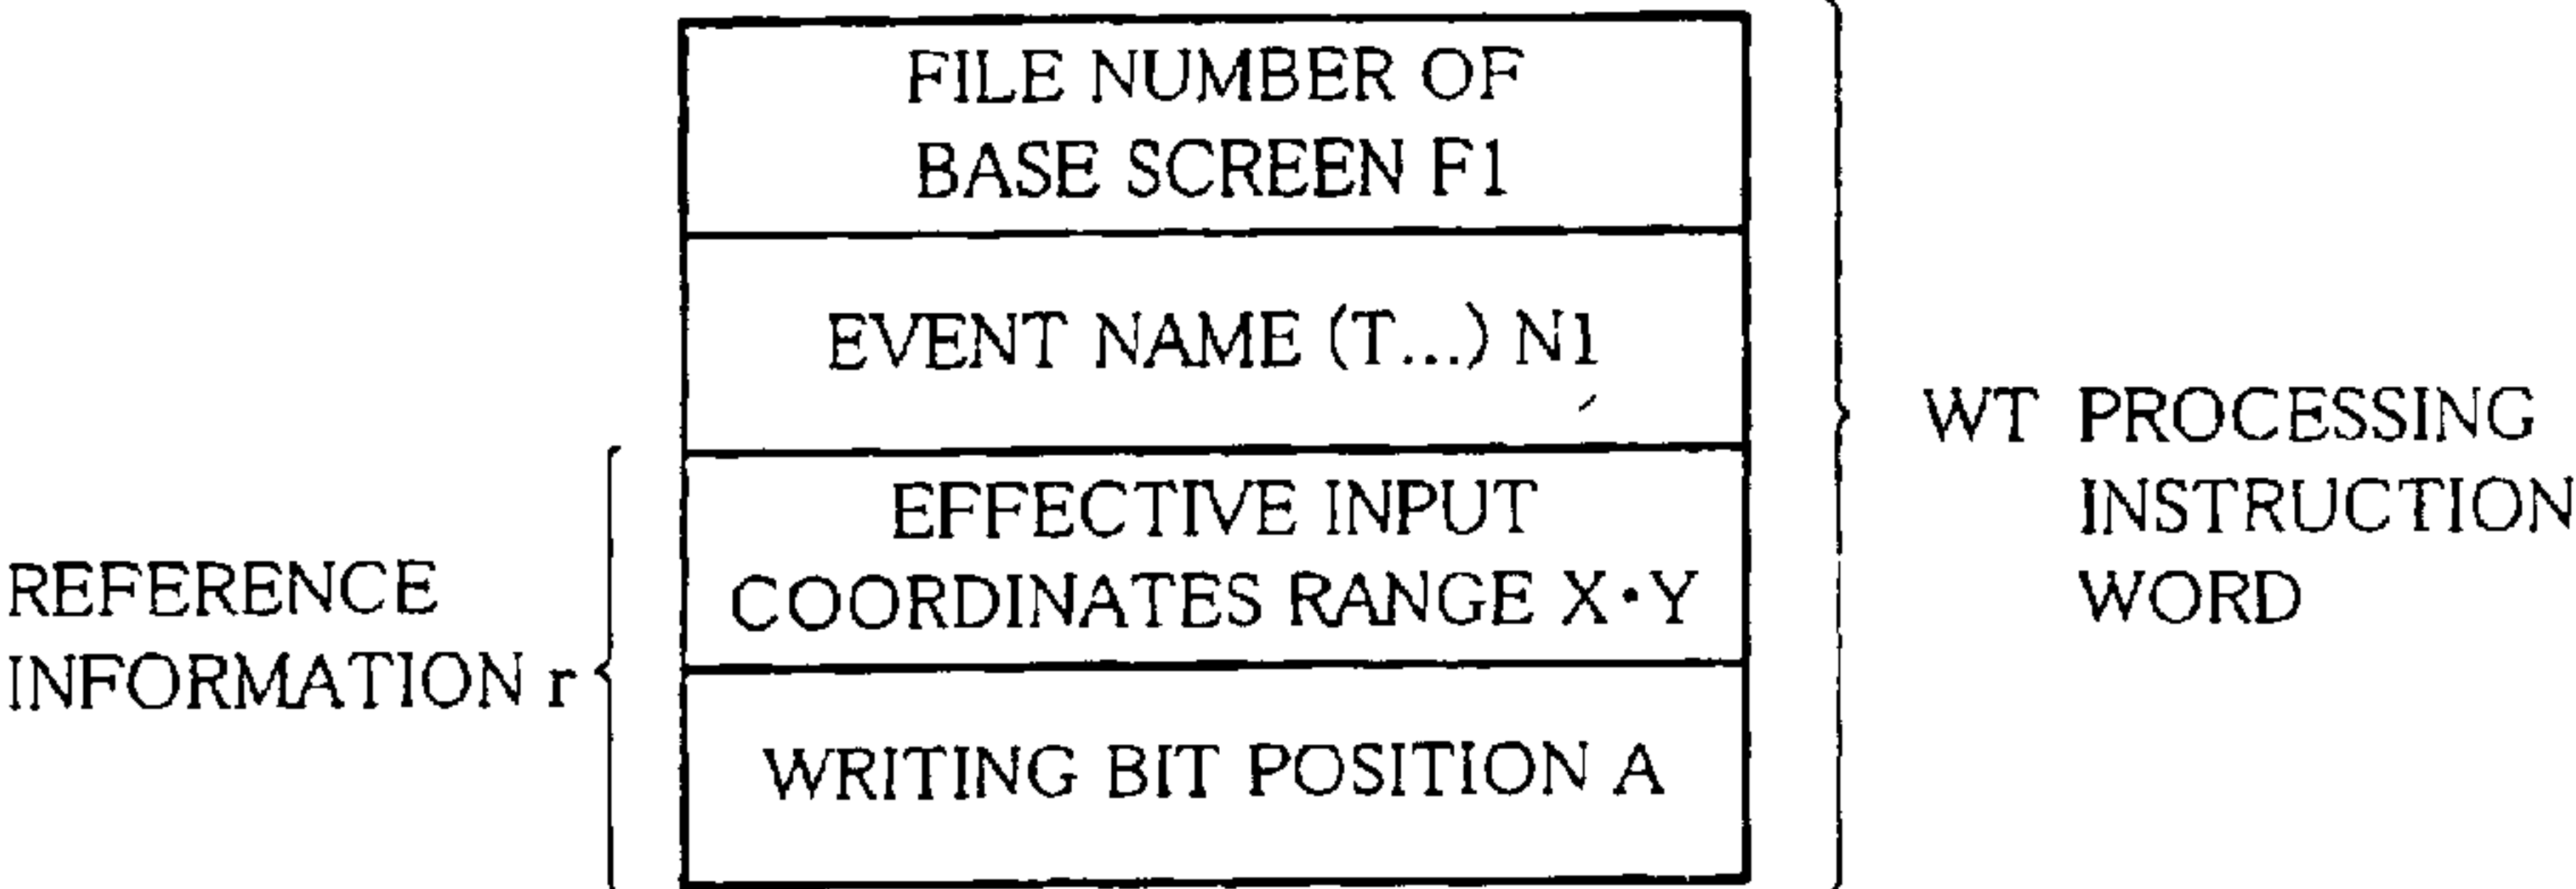 FILE NUMBER OF
BASE SCREEN F1
EVENT NAME (T...) N1
EFFECTIVE INPUT
COORDINATES RANGE X・Y
WRITING BIT POSITION A
REFERENCE
INFORMATION r
WT PROCESSING
INSTRUCTION
WORD